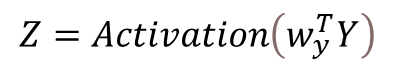 Z = Activation(w_y^T Y)